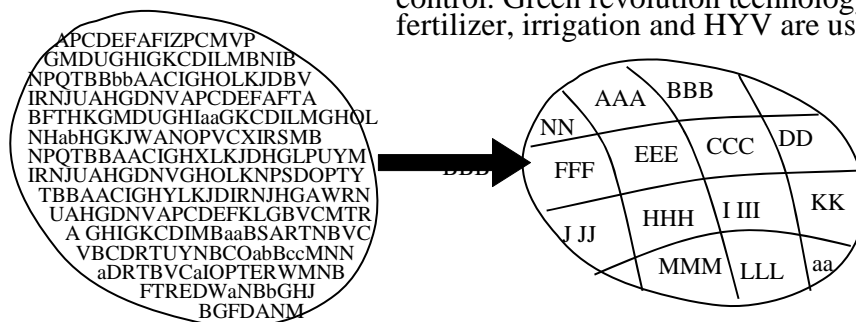 control. Green revolution technology
fertilizer, irrigation and HYV are us
APCDEFAFIZPCMVP
GMDUGHIGKCDILMBNIB
NPQTBBbbAACIGHOLKJDBV
IRNJUAHGDNVAPCDEFAFTA
BFTHKGMDUGHIaaGKCDILMGHOL
NHabHGKJWANOPVCXIRSMB
NPQTBBAACIGHXLKJDHGLPUYM
IRNJUAHGDNVGHOLKNPSDOPTY
TBBAACIGHYLKJDIRNJHGAWRN
UAHGDNVAPCDEFKLGBVCMTR
A GHIGKCDIMBaaBSARTNBVC
VBCDRTUYNBCOabBccMNN
aDRTBVCaIOPTERWMNB
FTREDWaNBbGHJ
BGFDANM
AAA BBB
NN EEE CCC DD
FFF
HHH I III KK
J JJ
MMM LLL aa